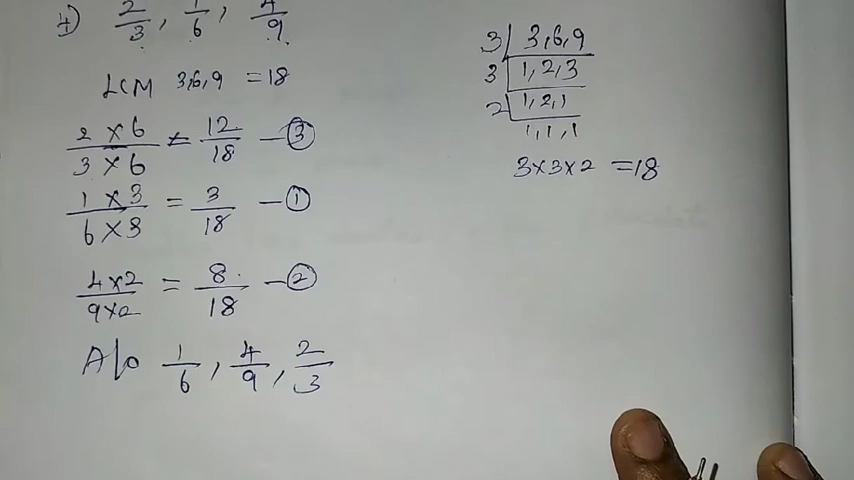 4) 2/3, 1/6, 4/9
LCM 3,6,9 = 18
2 × 6 / 3 × 6 = 12/18 — ③
1 × 3 / 6 × 3 = 3/18 — ①
4×2 / 9×2 = 8/18 — ②
A/o 1/6, 4/9, 2/3
3 | 3,6,9
3 | 1,2,3
2 | 1,2,1
1,1,1
3×3×2 = 18